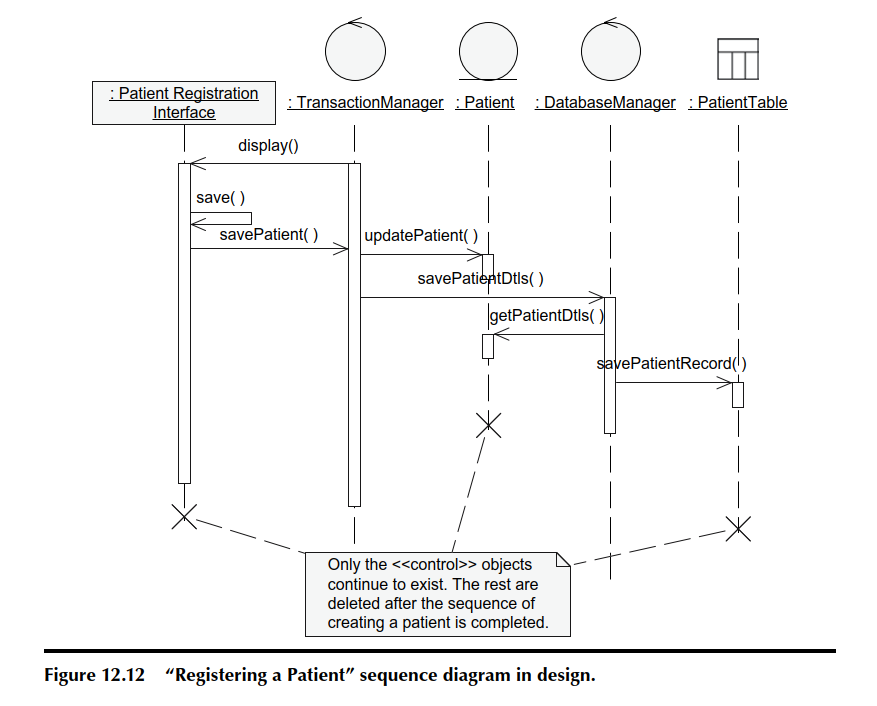 : Patient Registration
Interface
: TransactionManager
: Patient
: DatabaseManager
: PatientTable
display()
save( )
savePatient( )
updatePatient( )
savePatientDtls( )
getPatientDtls( )
savePatientRecord( )
Only the <<control>> objects
continue to exist. The rest are
deleted after the sequence of
creating a patient is completed.
Figure 12.12 “Registering a Patient” sequence diagram in design.